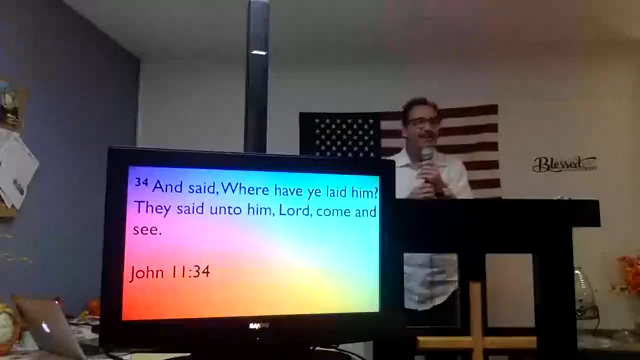 34 And said, Where have ye laid him?
They said unto him, Lord, come and
see.
John 11:34
SANYO
Blessed